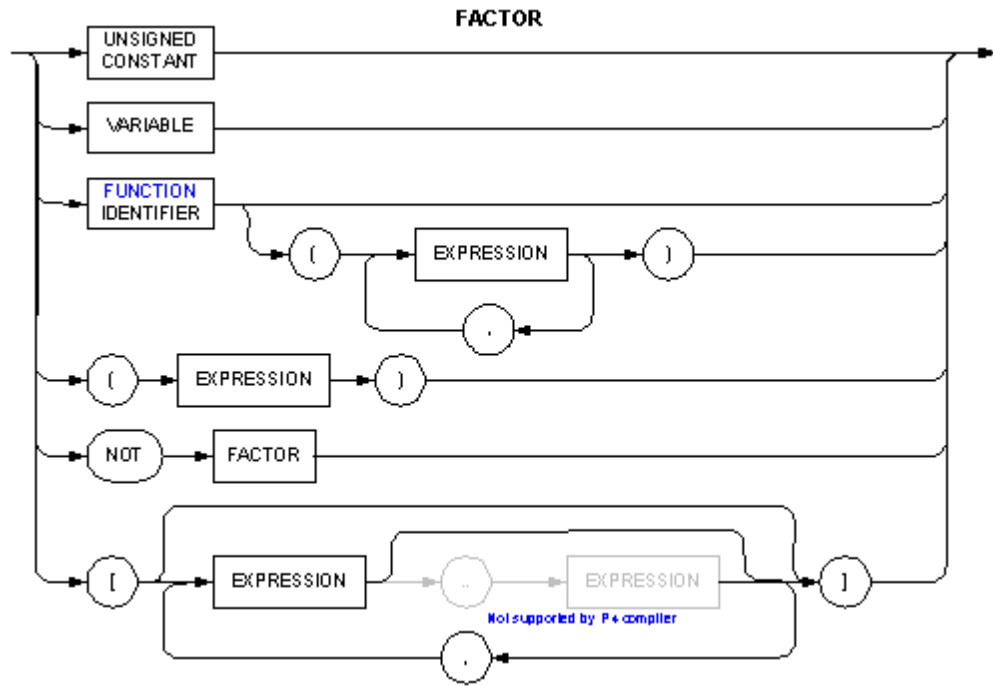 FACTOR
UNSIGNED
CONSTANT
VARIABLE
FUNCTION
IDENTIFIER
( EXPRESSION )
,
( EXPRESSION )
NOT FACTOR
[ EXPRESSION .. EXPRESSION ]
Not supported by P4 compiler
,